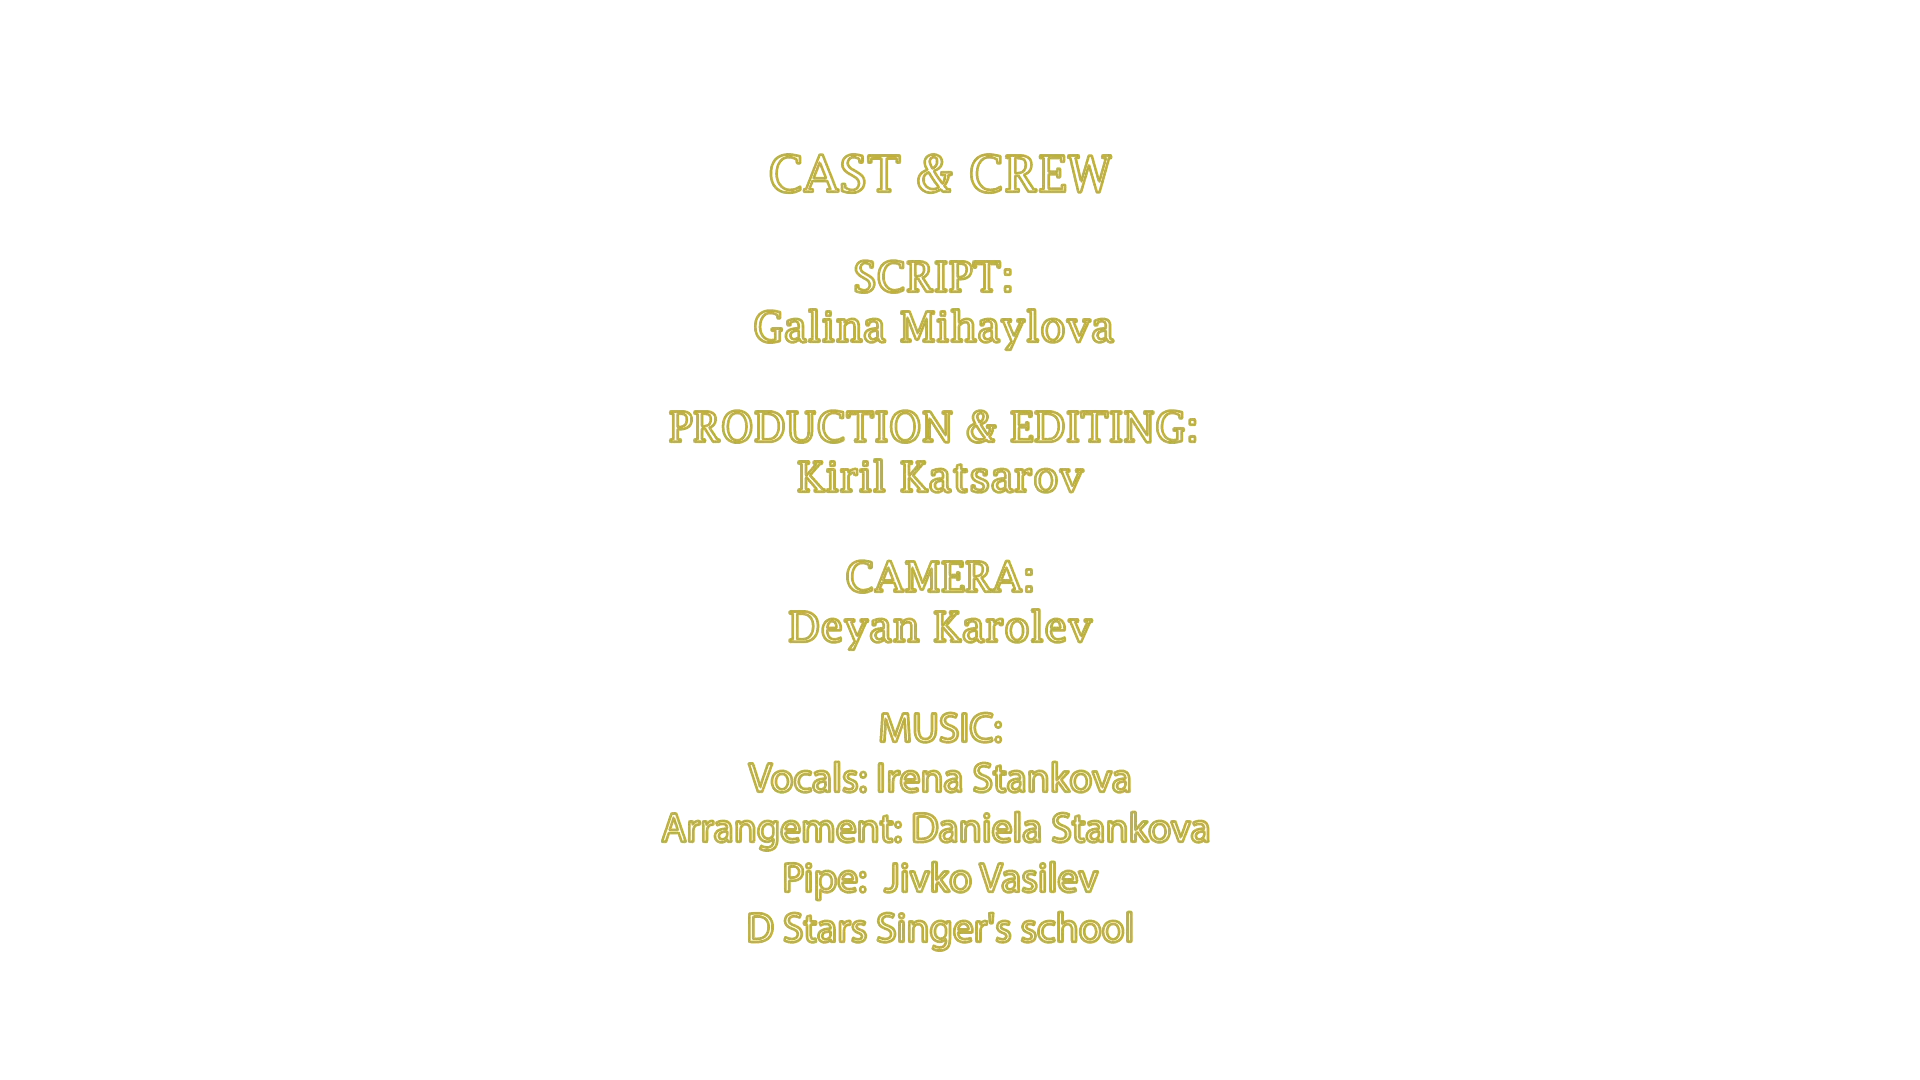 CAST & CREW
SCRIPT:
Galina Mihaylova
PRODUCTION & EDITING:
Kiril Katsarov
CAMERA:
Deyan Karolev
MUSIC:
Vocals: Irena Stankova
Arrangement: Daniela Stankova
Pipe:  Jivko Vasilev
D Stars Singer's school